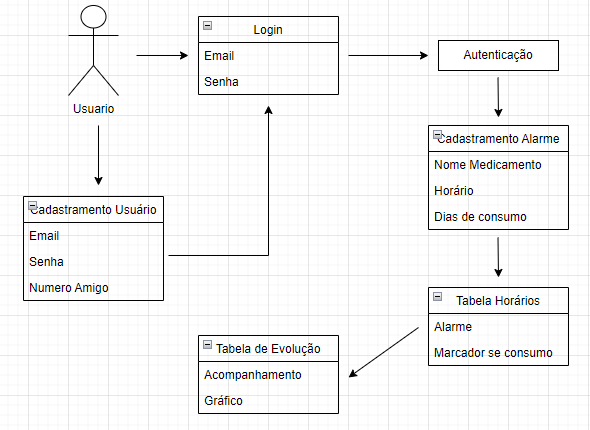 Login
Email
Senha
Autenticação
Usuario
Cadastramento Alarme
Nome Medicamento
Horário
Dias de consumo
Cadastramento Usuário
Email
Senha
Numero Amigo
Tabela Horários
Alarme
Marcador se consumo
Tabela de Evolução
Acompanhamento
Gráfico